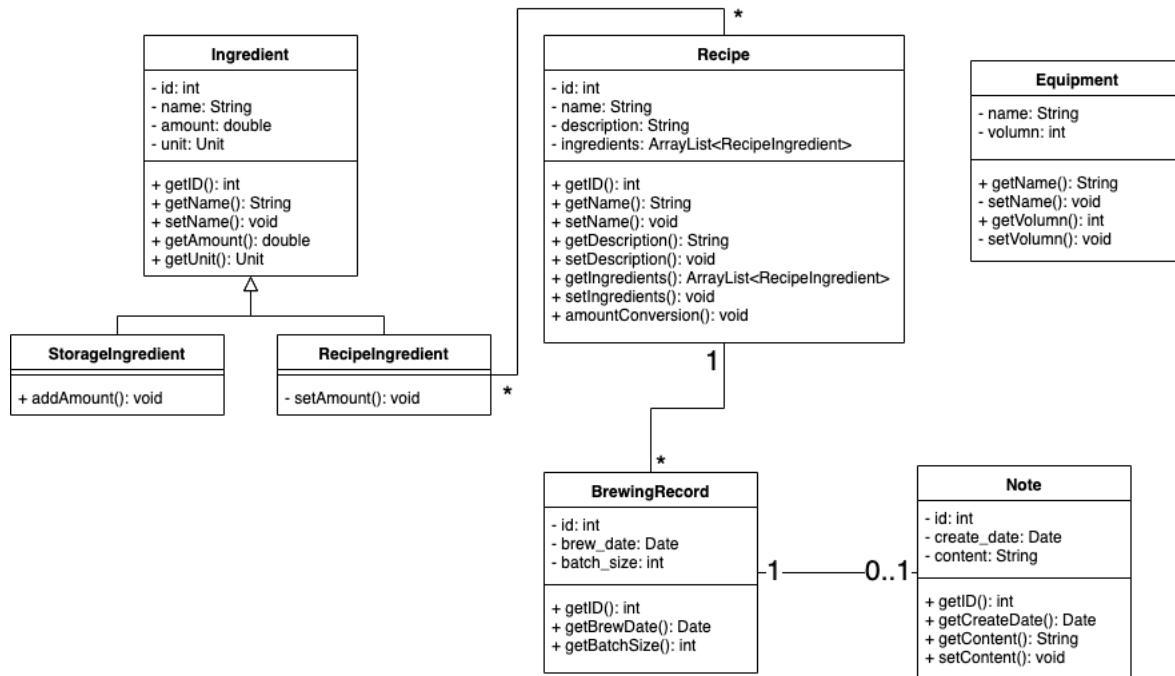 *
Ingredient
- id: int
- name: String
- amount: double
- unit: Unit
+ getID(): int
+ getName(): String
+ setName(): void
+ getAmount(): double
+ getUnit(): Unit
Recipe
- id: int
- name: String
- description: String
- ingredients: ArrayList<RecipeIngredient>
+ getID(): int
+ getName(): String
+ setName(): void
+ getDescription(): String
+ setDescription(): void
+ getIngredients(): ArrayList<RecipeIngredient>
+ setIngredients(): void
+ amountConversion(): void
Equipment
- name: String
- volumn: int
+ getName(): String
- setName(): void
+ getVolumn(): int
- setVolumn(): void
StorageIngredient
+ addAmount(): void
RecipeIngredient
- setAmount(): void
*
1
*
BrewingRecord
- id: int
- brew_date: Date
- batch_size: int
+ getID(): int
+ getBrewDate(): Date
+ getBatchSize(): int
1
0..1
Note
- id: int
- create_date: Date
- content: String
+ getID(): int
+ getCreateDate(): Date
+ getContent(): String
+ setContent(): void